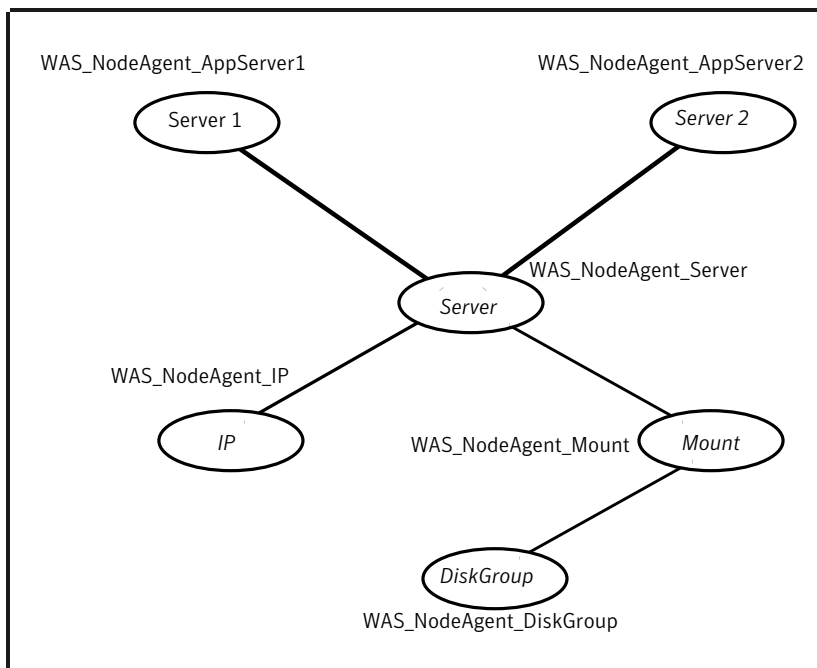 WAS_NodeAgent_AppServer1
WAS_NodeAgent_AppServer2
Server 1
Server 2
WAS_NodeAgent_Server
Server
WAS_NodeAgent_IP
IP
WAS_NodeAgent_Mount
Mount
DiskGroup
WAS_NodeAgent_DiskGroup